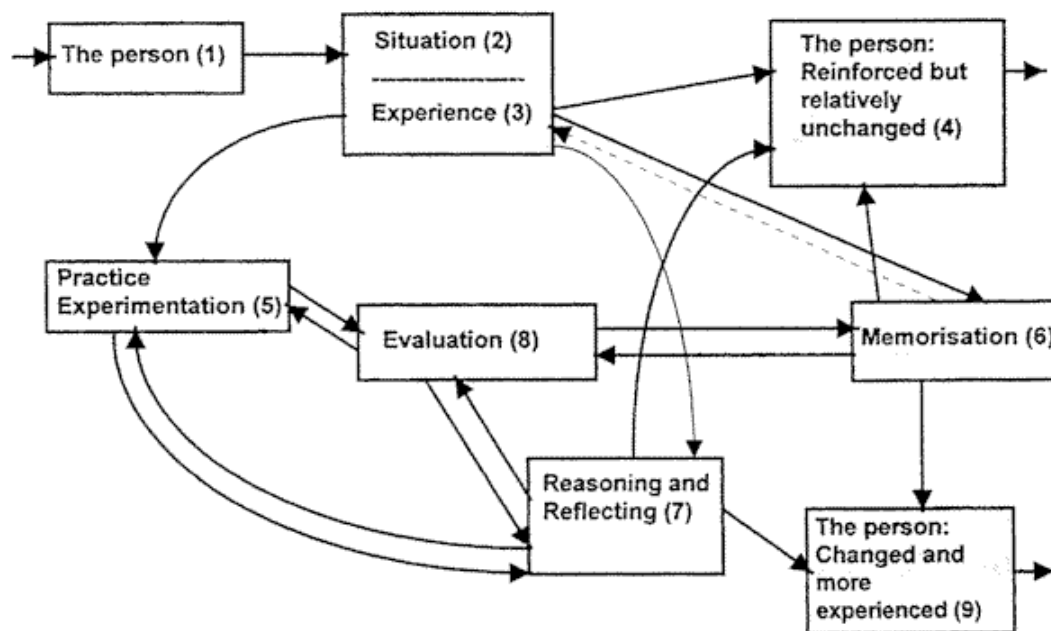 The person (1)
Situation (2)
Experience (3)
The person:
Reinforced but
relatively
unchanged (4)
Practice
Experimentation (5)
Evaluation (8)
Memorisation (6)
Reasoning and
Reflecting (7)
The person:
Changed and
more
experienced (9)